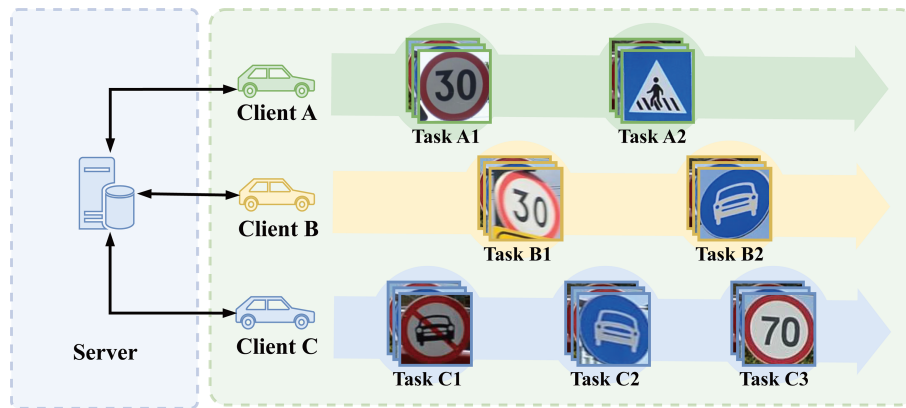 30
Client A
Task A1
Task A2
30
Client B
Task B1
Task B2
Server
70
Client C
Task C1
Task C2
Task C3